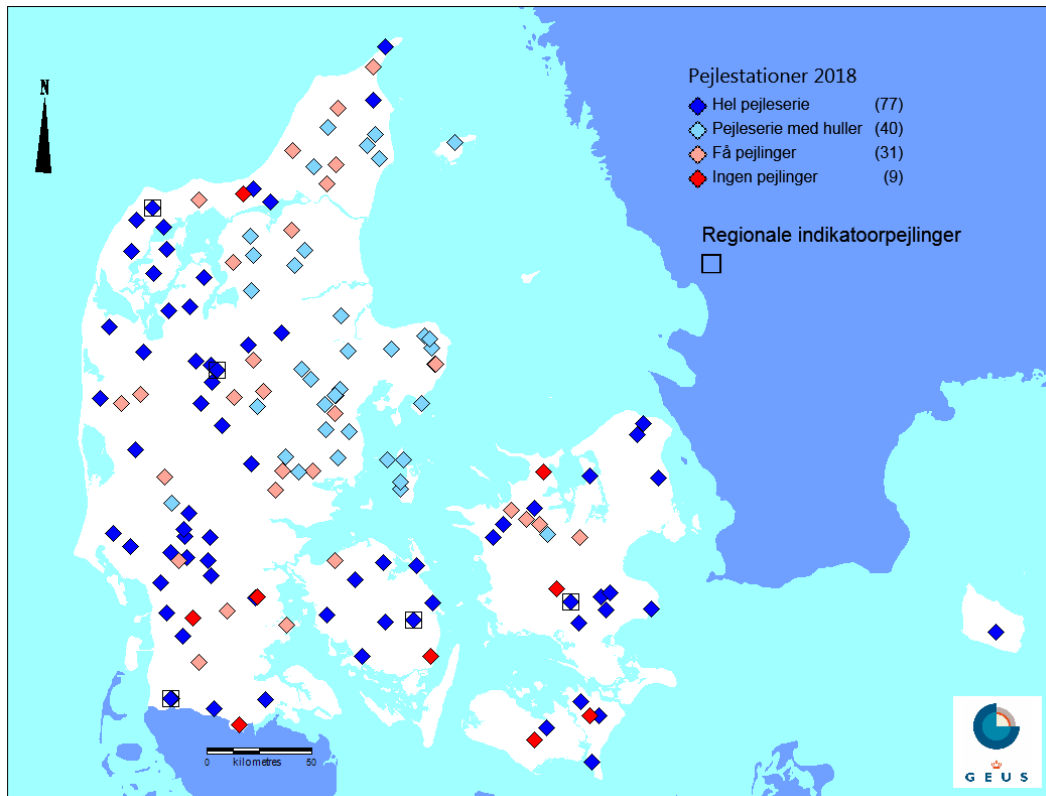 N
Pejlestationer 2018
Hel pejleserie (77)
Pejleserie med huller (40)
Få pejlinger (31)
Ingen pejlinger (9)
Regionale indikatoorpejlinger
0 kilometres 50
G E U S